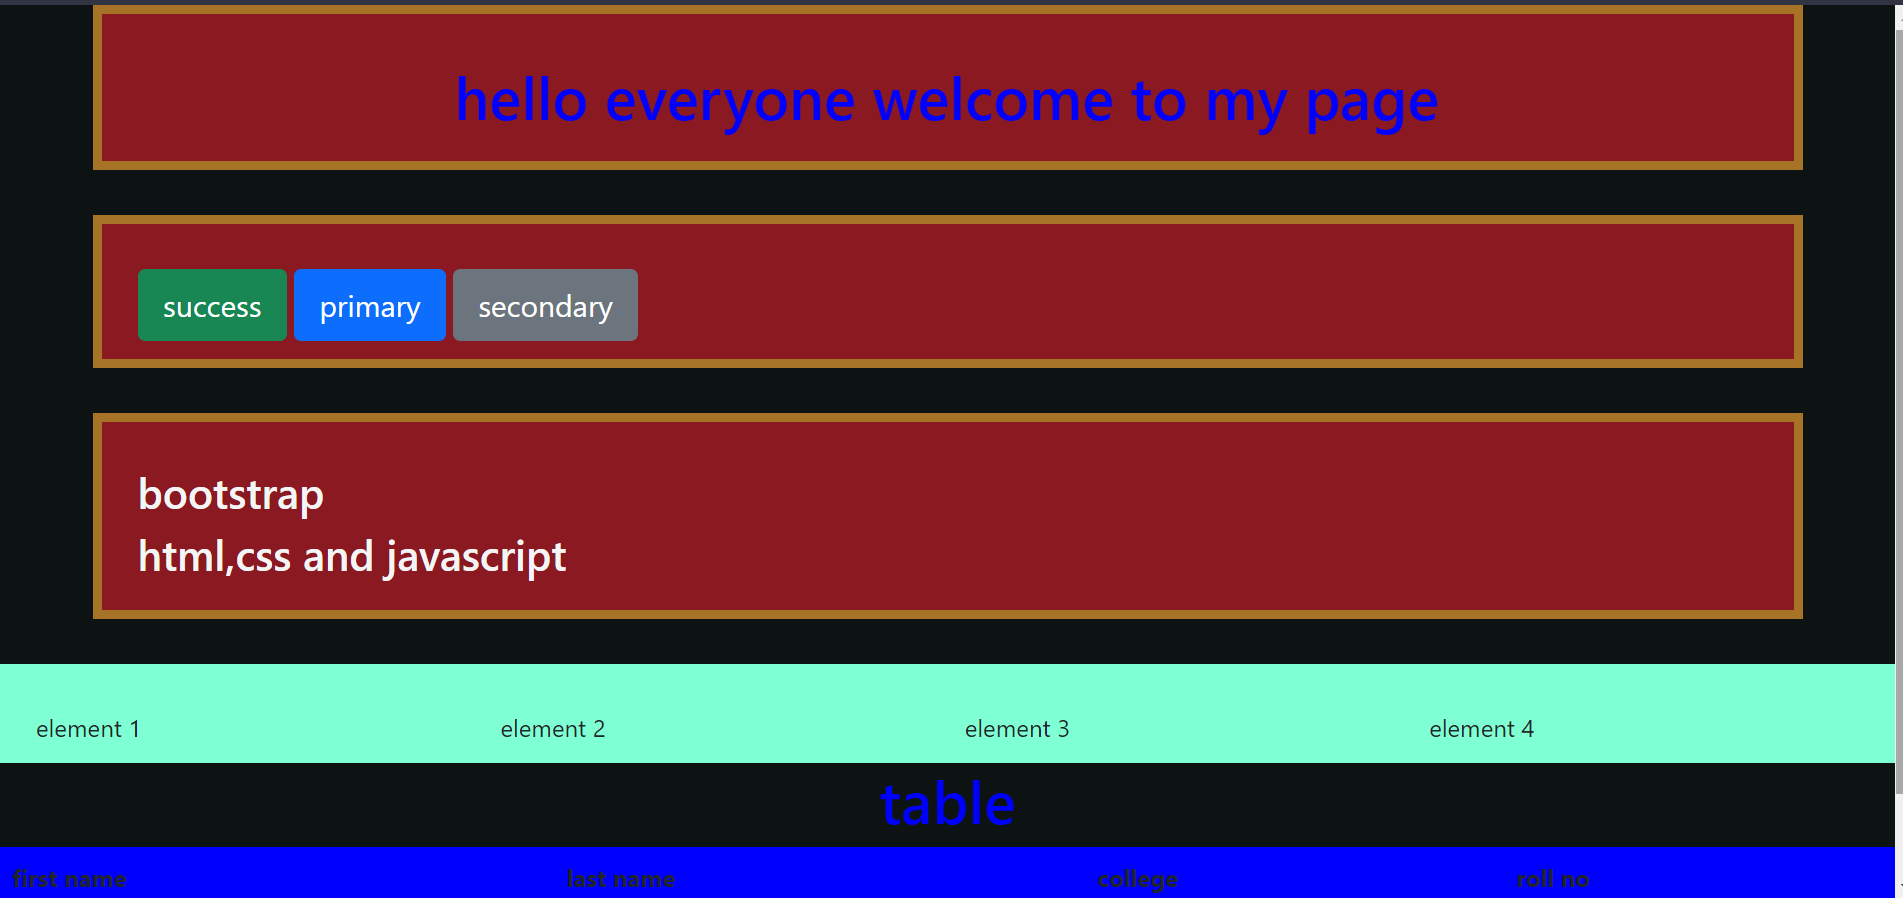 hello everyone welcome to my page
success primary secondary
bootstrap
html,css and javascript
element 1 element 2 element 3 element 4
table
first name last name college roll no